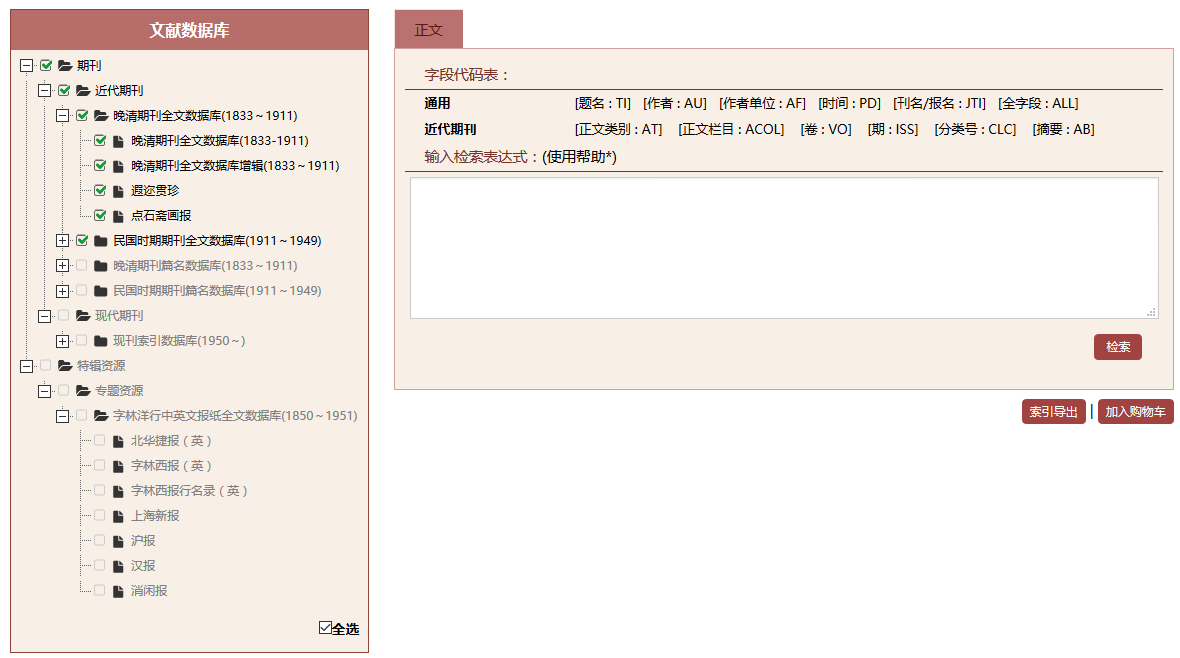 文献数据库
期刊
近代期刊
晚清期刊全文数据库(1833～1911)
晚清期刊全文数据库(1833-1911)
晚清期刊全文数据库增辑(1833～1911)
遐迩贯珍
点石斋画报
民国时期期刊全文数据库(1911～1949)
晚清期刊篇名数据库(1833～1911)
民国时期期刊篇名数据库(1911～1949)
现代期刊
现刊索引数据库(1950～)
特辑资源
专题资源
字林洋行中英文报纸全文数据库(1850～1951)
北华捷报（英）
字林西报（英）
字林西报行名录（英）
上海新报
沪报
汉报
消闲报
全选
正文
字段代码表：
通用 [题名 : TI] [作者 : AU] [作者单位 : AF] [时间 : PD] [刊名/报名 : JTI] [全字段 : ALL]
近代期刊 [正文类别 : AT] [正文栏目 : ACOL] [卷 : VO] [期 : ISS] [分类号 : CLC] [摘要 : AB]
输入检索表达式：(使用帮助*)
检索
索引导出 | 加入购物车